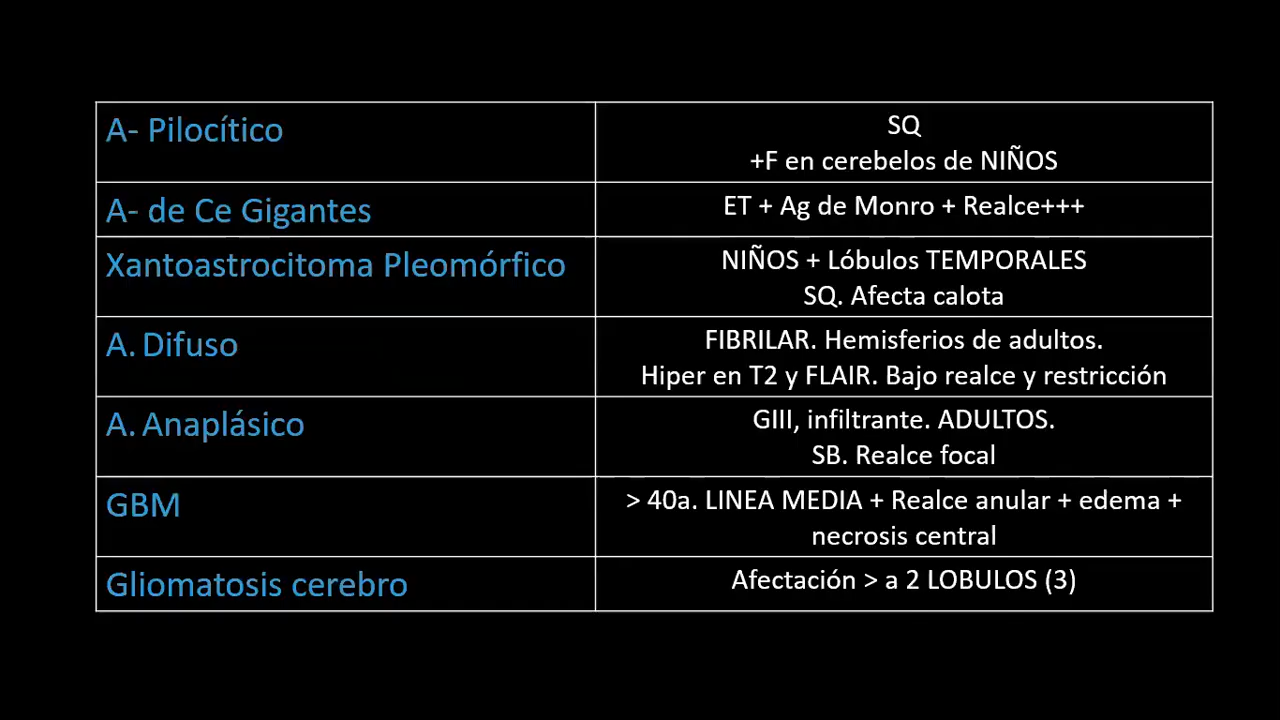 A- Pilocítico
SQ
+F en cerebelos de NIÑOS
A- de Ce Gigantes
ET + Ag de Monro + Realce+++
Xantoastrocitoma Pleomórfico
NIÑOS + Lóbulos TEMPORALES
SQ. Afecta calota
A. Difuso
FIBRILAR. Hemisferios de adultos.
Hiper en T2 y FLAIR. Bajo realce y restricción
A. Anaplásico
GIII, infiltrante. ADULTOS.
SB. Realce focal
GBM
> 40a. LINEA MEDIA + Realce anular + edema +
necrosis central
Gliomatosis cerebro
Afectación > a 2 LOBULOS (3)